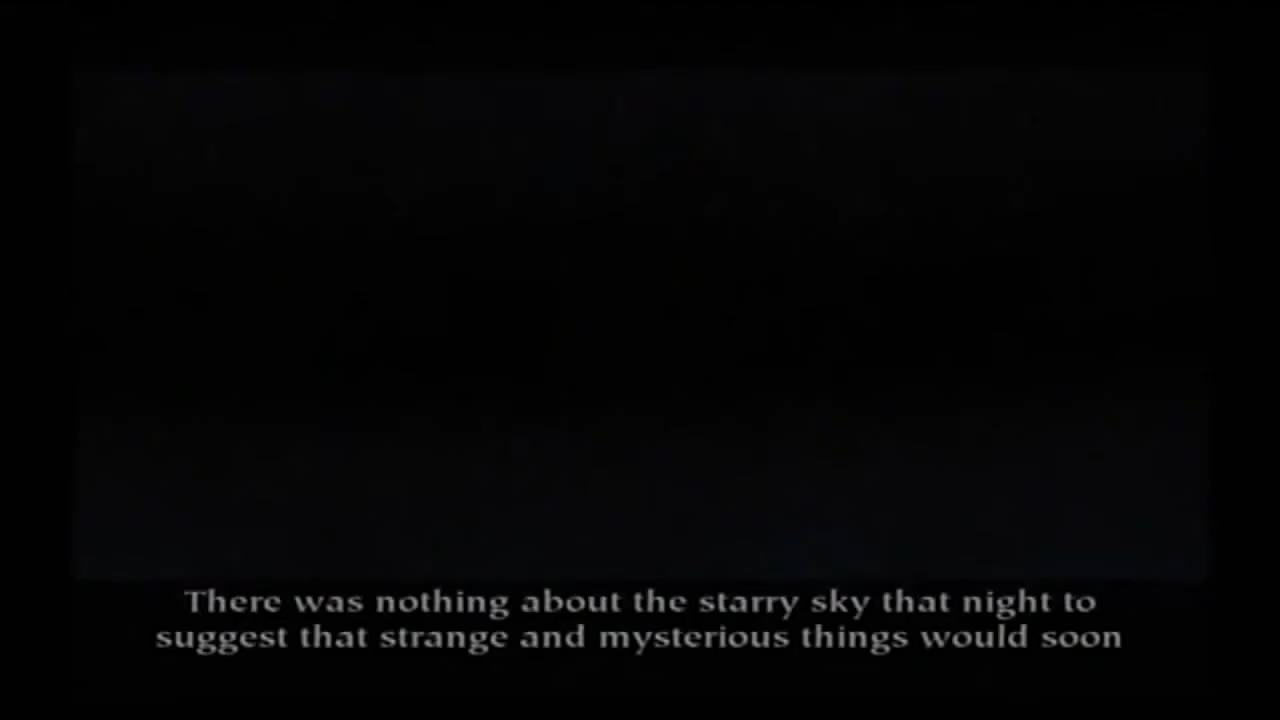 There was nothing about the starry sky that night to
suggest that strange and mysterious things would soon